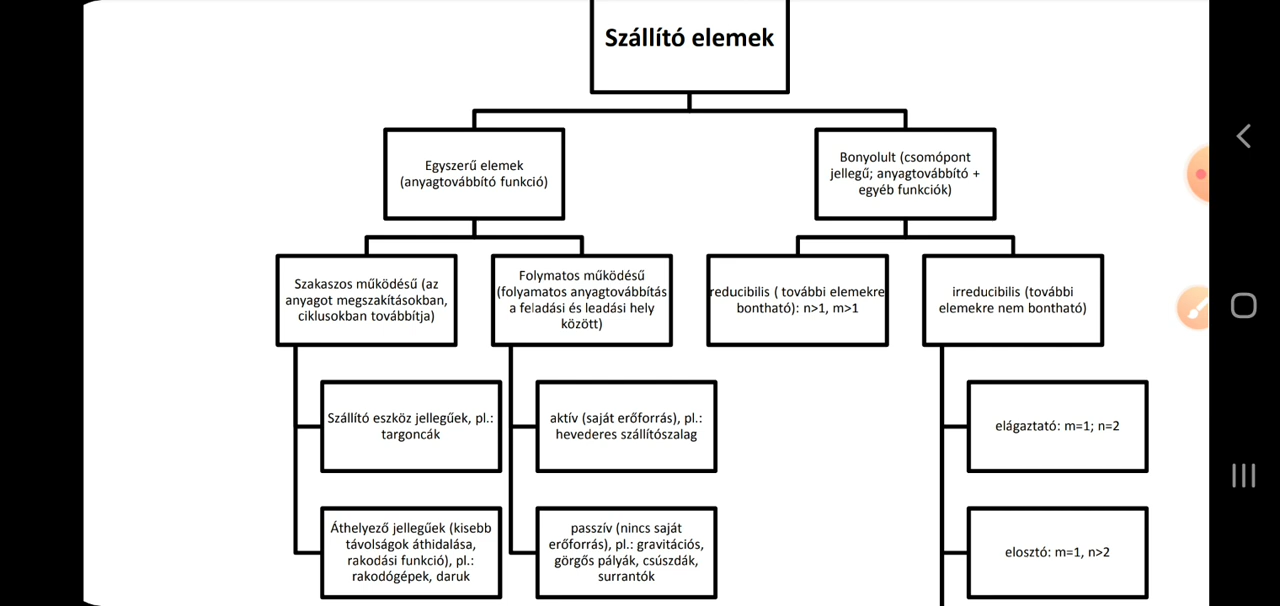 Szállító elemek
Egyszerű elemek
(anyagtovábbító funkció)
Bonyolult (csomópont
jellegű; anyagtovábbító +
egyéb funkciók)
Szakaszos működésű (az
anyagot megszakításokban,
ciklusokban továbbítja)
Folymatos működésű
(folyamatos anyagtovábbítás
a feladási és leadási hely
között)
reducibilis ( további elemekre
bontható): n>1, m>1
irreducibilis (további
elemekre nem bontható)
Szállító eszköz jellegűek, pl.:
targoncák
aktív (saját erőforrás), pl.:
hevederes szállítószalag
elágaztató: m=1; n=2
Áthelyező jellegűek (kisebb
távolságok áthidalása,
rakodási funkció), pl.:
rakodógépek, daruk
passzív (nincs saját
erőforrás), pl.: gravitációs,
görgős pályák, csúszdák,
surrantók
elosztó: m=1, n>2